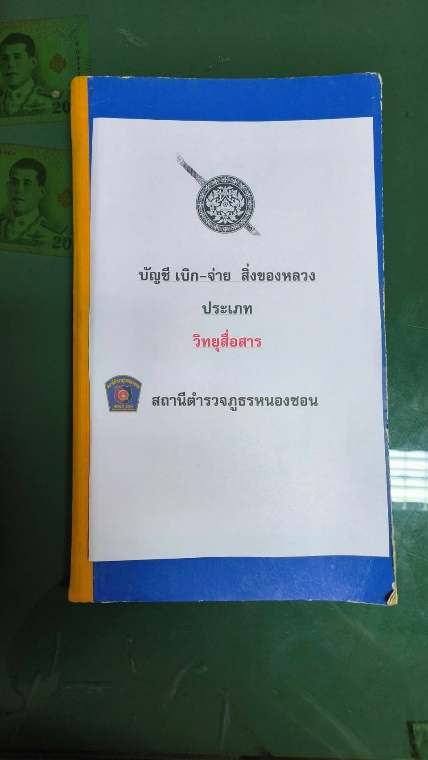 บัญชี เบิก-จ่าย สิ่งของหลวง
ประเภท
วิทยุสื่อสาร
สถานีตำรวจภูธรหนองซอน
20
20